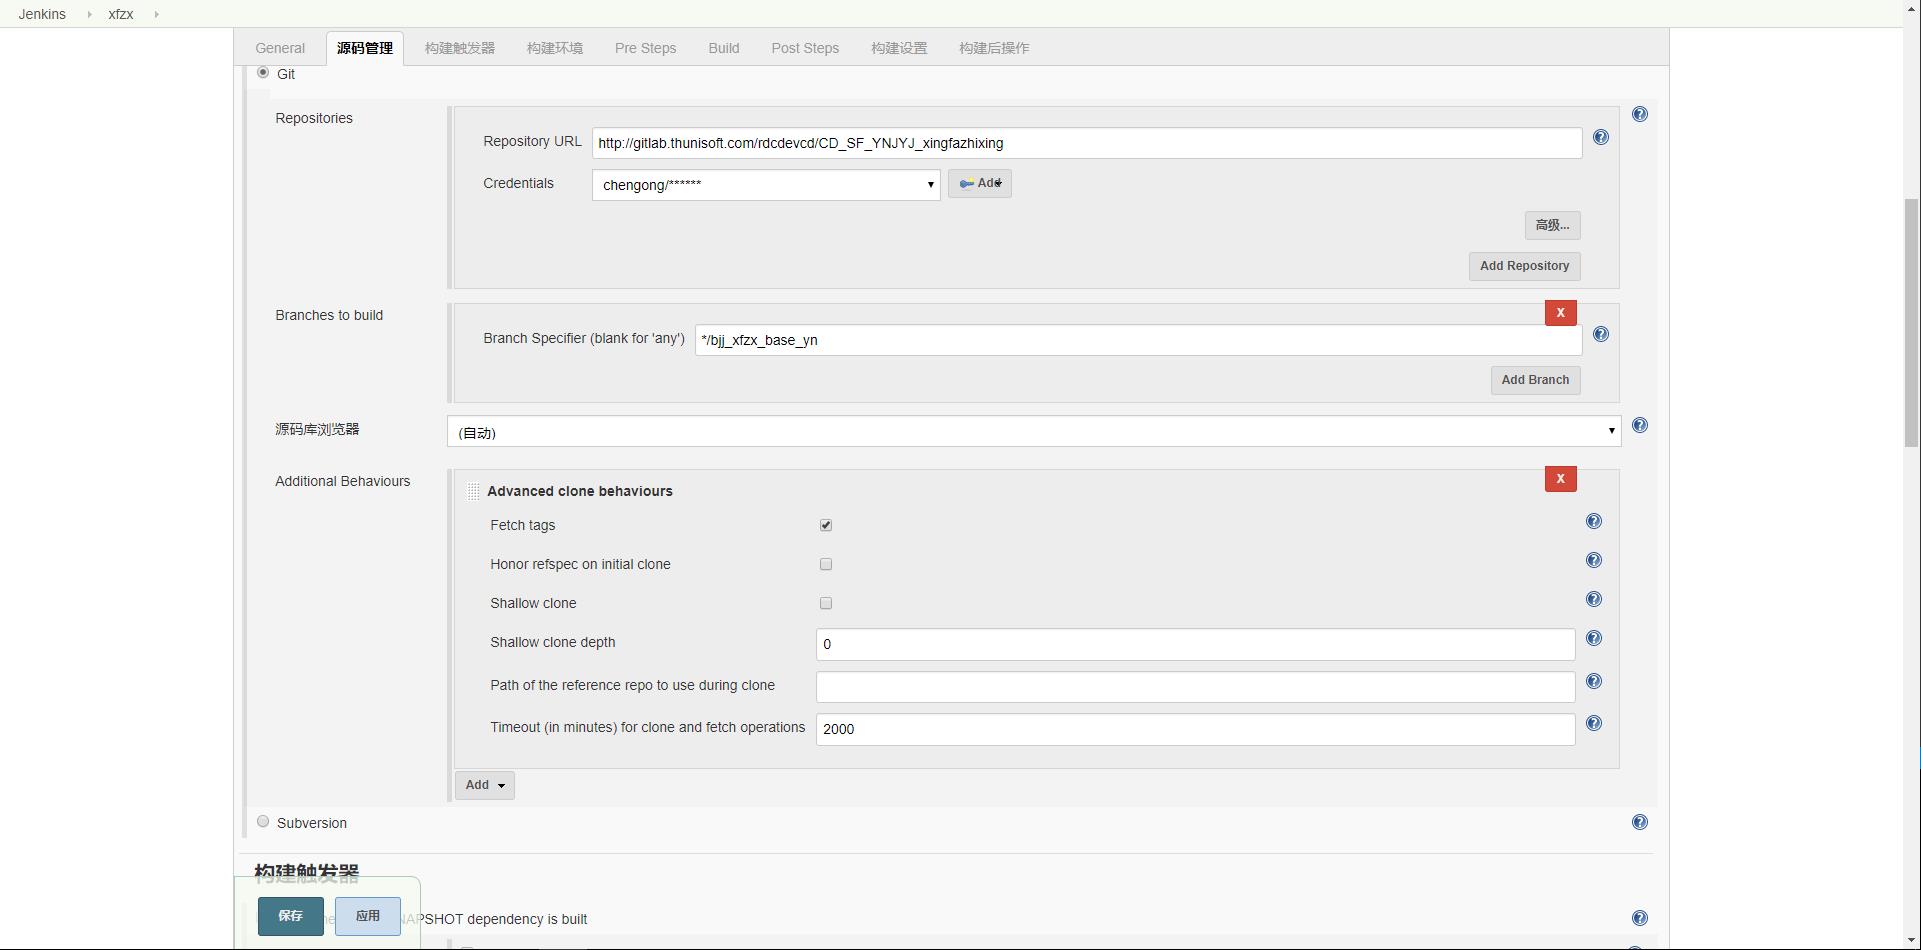 Jenkins xfzx
General 源码管理 构建触发器 构建环境 Pre Steps Build Post Steps 构建设置 构建后操作
Git
Repositories
Repository URL http://gitlab.thunisoft.com/rdcdevcd/CD_SF_YNJYJ_xingfazhixing
Credentials chengong/****** Add
高级...
Add Repository
Branches to build
X
Branch Specifier (blank for 'any') */bjj_xfzx_base_yn
Add Branch
源码库浏览器 (自动)
Additional Behaviours
X
Advanced clone behaviours
Fetch tags
Honor refspec on initial clone
Shallow clone
Shallow clone depth 0
Path of the reference repo to use during clone
Timeout (in minutes) for clone and fetch operations 2000
Add
Subversion
构建触发器
保存 应用 APSHOT dependency is built